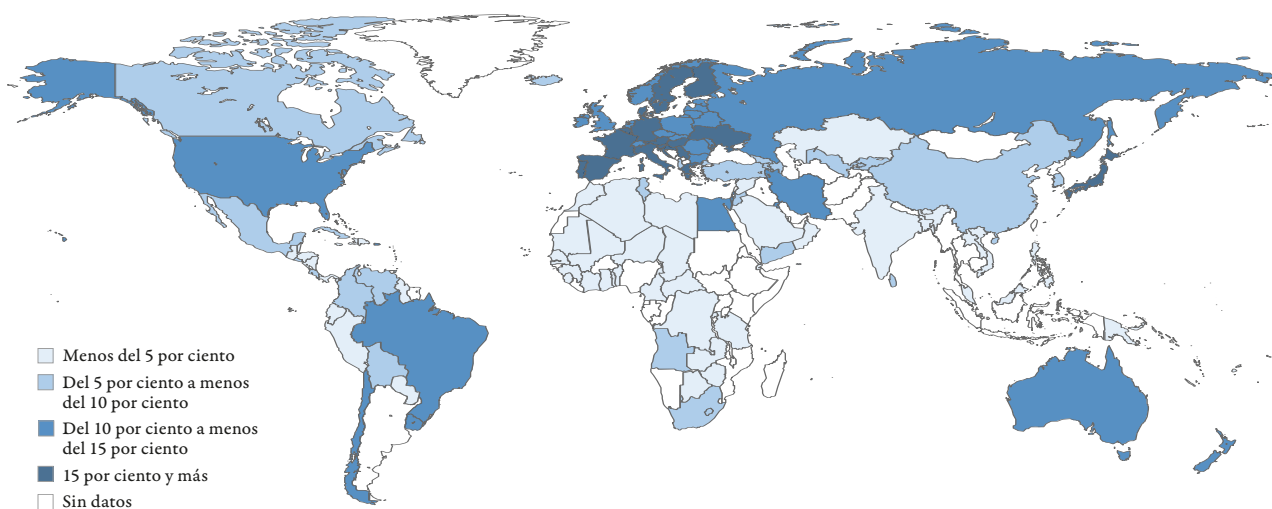 Menos del 5 por ciento
Del 5 por ciento a menos
del 10 por ciento
Del 10 por ciento a menos
del 15 por ciento
15 por ciento y más
Sin datos